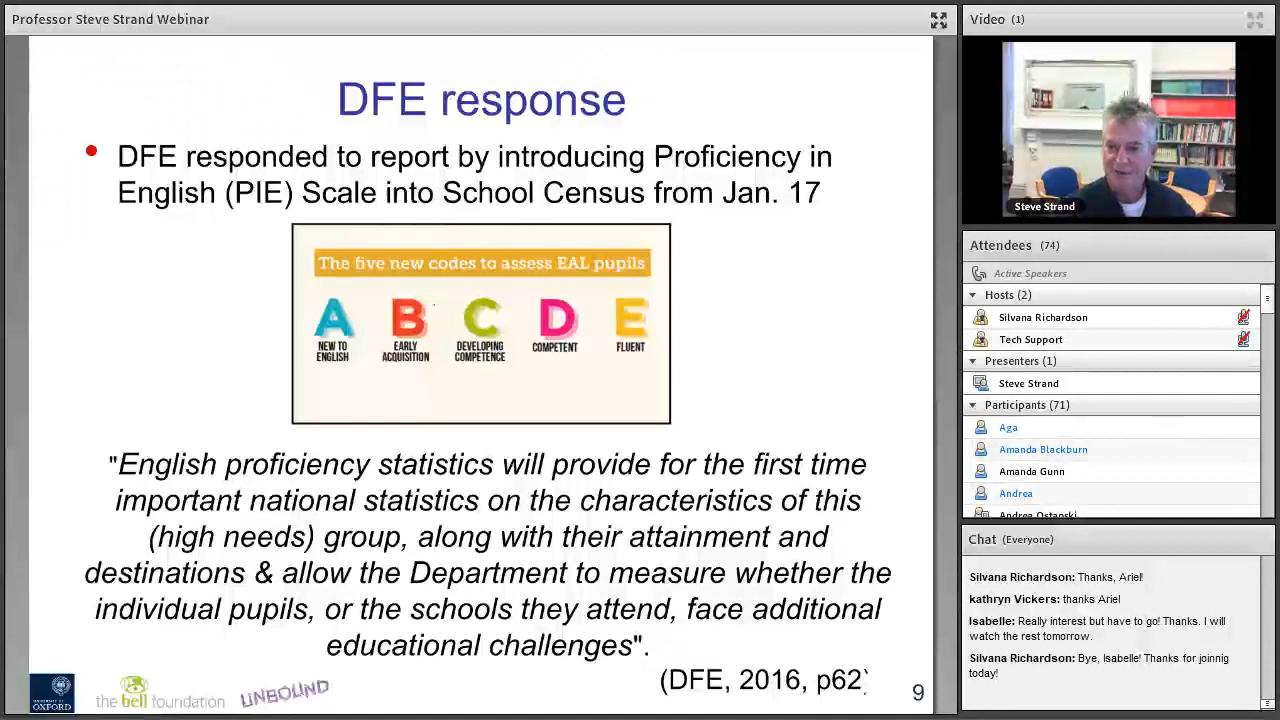 Professor Steve Strand Webinar
DFE response
DFE responded to report by introducing Proficiency in
English (PIE) Scale into School Census from Jan. 17
The five new codes to assess EAL pupils
A B C D E
NEW TO
ENGLISH
EARLY
ACQUISITION
DEVELOPING
COMPETENCE
COMPETENT
FLUENT
"English proficiency statistics will provide for the first time
important national statistics on the characteristics of this
(high needs) group, along with their attainment and
destinations & allow the Department to measure whether the
individual pupils, or the schools they attend, face additional
educational challenges".
(DFE, 2016, p62)
UNIVERSITY OF
OXFORD
the bell foundation
UNBOUND
9
Video (1)
Steve Strand
Attendees (74)
Active Speakers
Hosts (2)
Silvana Richardson
Tech Support
Presenters (1)
Steve Strand
Participants (71)
Aga
Amanda Blackburn
Amanda Gunn
Andrea
Andrea Ostanski
Chat (Everyone)
Silvana Richardson: Thanks, Ariel!
kathryn Vickers: thanks Ariel
Isabelle: Really interest but have to go! Thanks. I will
watch the rest tomorrow.
Silvana Richardson: Bye, Isabelle! Thanks for joinnig
today!